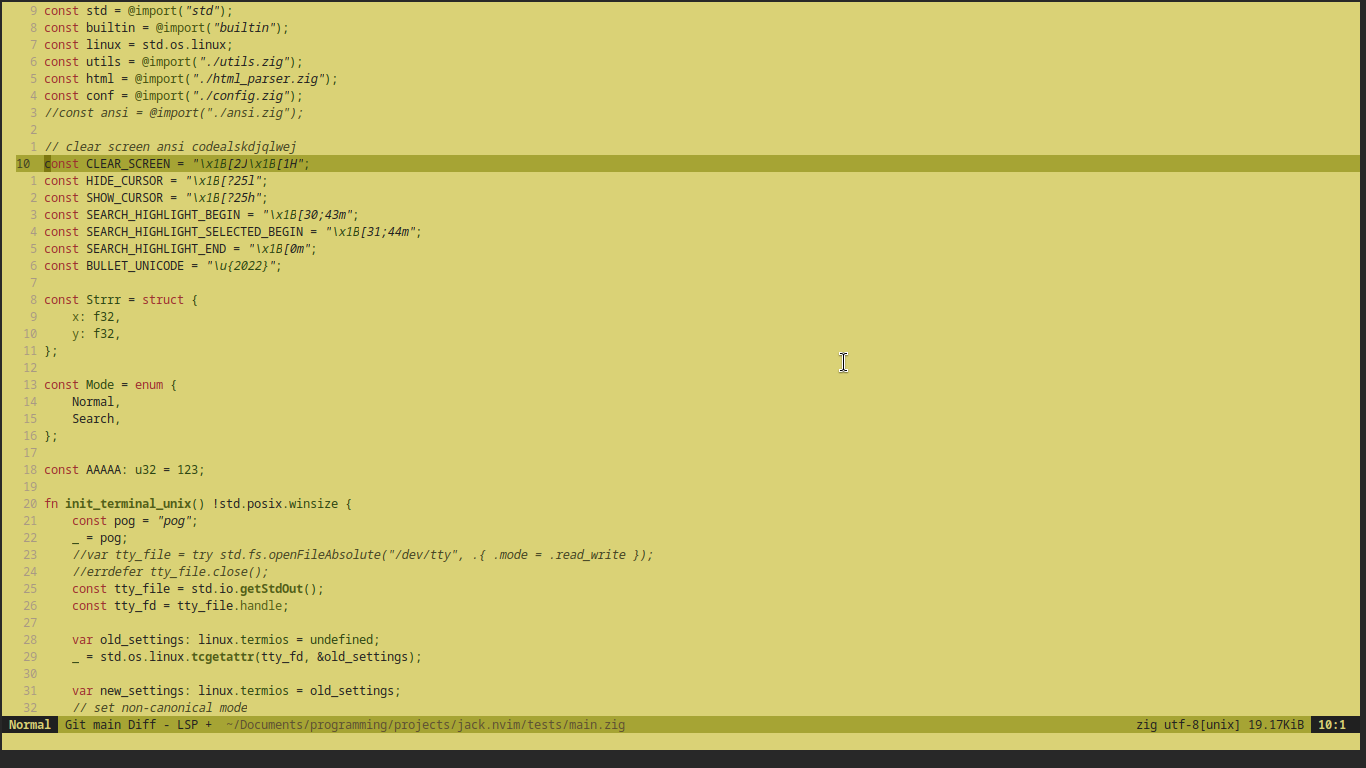 9 const std = @import("std");
8 const builtin = @import("builtin");
7 const linux = std.os.linux;
6 const utils = @import("./utils.zig");
5 const html = @import("./html_parser.zig");
4 const conf = @import("./config.zig");
3 //const ansi = @import("./ansi.zig");
2
1 // clear screen ansi codealskdjqlwej
10 const CLEAR_SCREEN = "\x1B[2J\x1B[1H";
1 const HIDE_CURSOR = "\x1B[?25l";
2 const SHOW_CURSOR = "\x1B[?25h";
3 const SEARCH_HIGHLIGHT_BEGIN = "\x1B[30;43m";
4 const SEARCH_HIGHLIGHT_SELECTED_BEGIN = "\x1B[31;44m";
5 const SEARCH_HIGHLIGHT_END = "\x1B[0m";
6 const BULLET_UNICODE = "\u{2022}";
7
8 const Strrr = struct {
9     x: f32,
10     y: f32,
11 };
12
13 const Mode = enum {
14     Normal,
15     Search,
16 };
17
18 const AAAAA: u32 = 123;
19
20 fn init_terminal_unix() !std.posix.winsize {
21     const pog = "pog";
22     _ = pog;
23     //var tty_file = try std.fs.openFileAbsolute("/dev/tty", .{ .mode = .read_write });
24     //errdefer tty_file.close();
25     const tty_file = std.io.getStdOut();
26     const tty_fd = tty_file.handle;
27
28     var old_settings: linux.termios = undefined;
29     _ = std.os.linux.tcgetattr(tty_fd, &old_settings);
30
31     var new_settings: linux.termios = old_settings;
32     // set non-canonical mode
Normal Git main Diff - LSP + ~/Documents/programming/projects/jack.nvim/tests/main.zig zig utf-8[unix] 19.17KiB 10:1